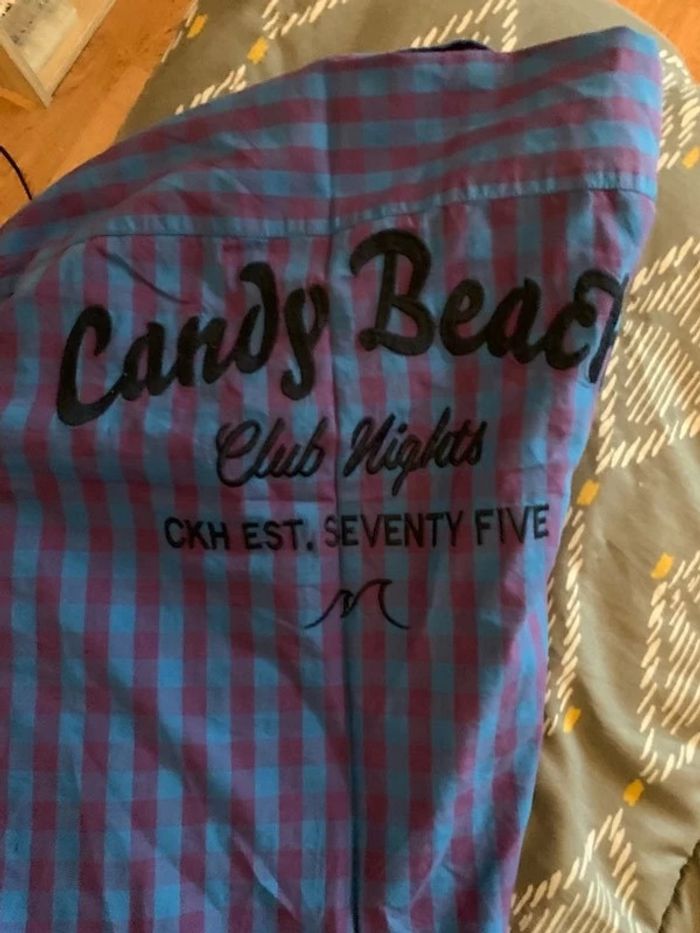 Candy Beach
Club Nights
CKH EST. SEVENTY FIVE